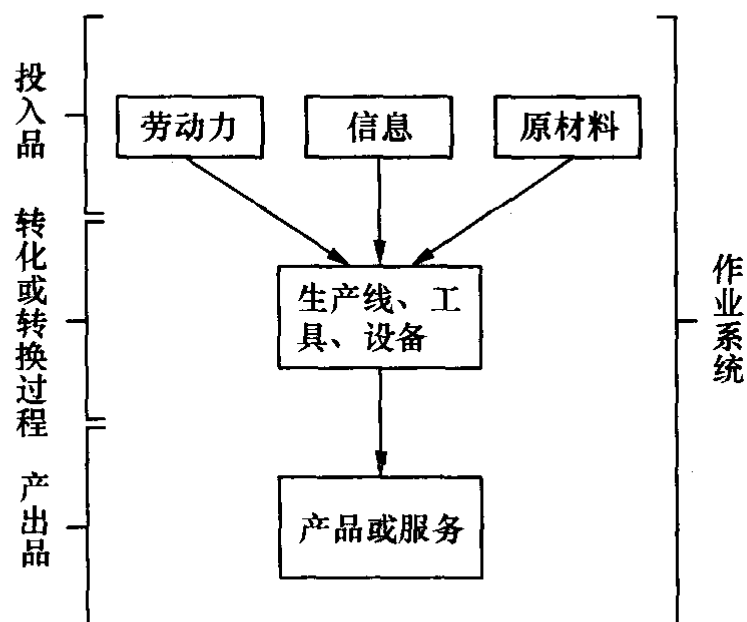 投入品
劳动力
信息
原材料
转化或转换过程
生产线、工
具、设备
作业系统
产出品
产品或服务